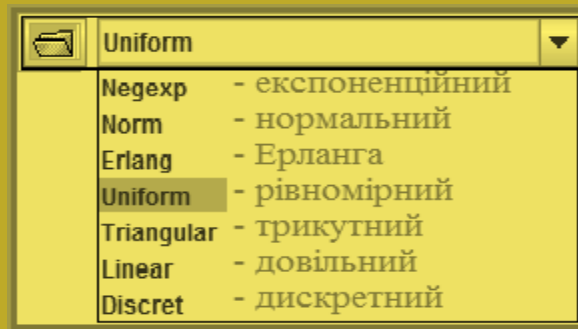 Uniform
Negexp - експоненційний
Norm - нормальний
Erlang - Ерланга
Uniform - рівномірний
Triangular - трикутний
Linear - довільний
Discret - дискретний